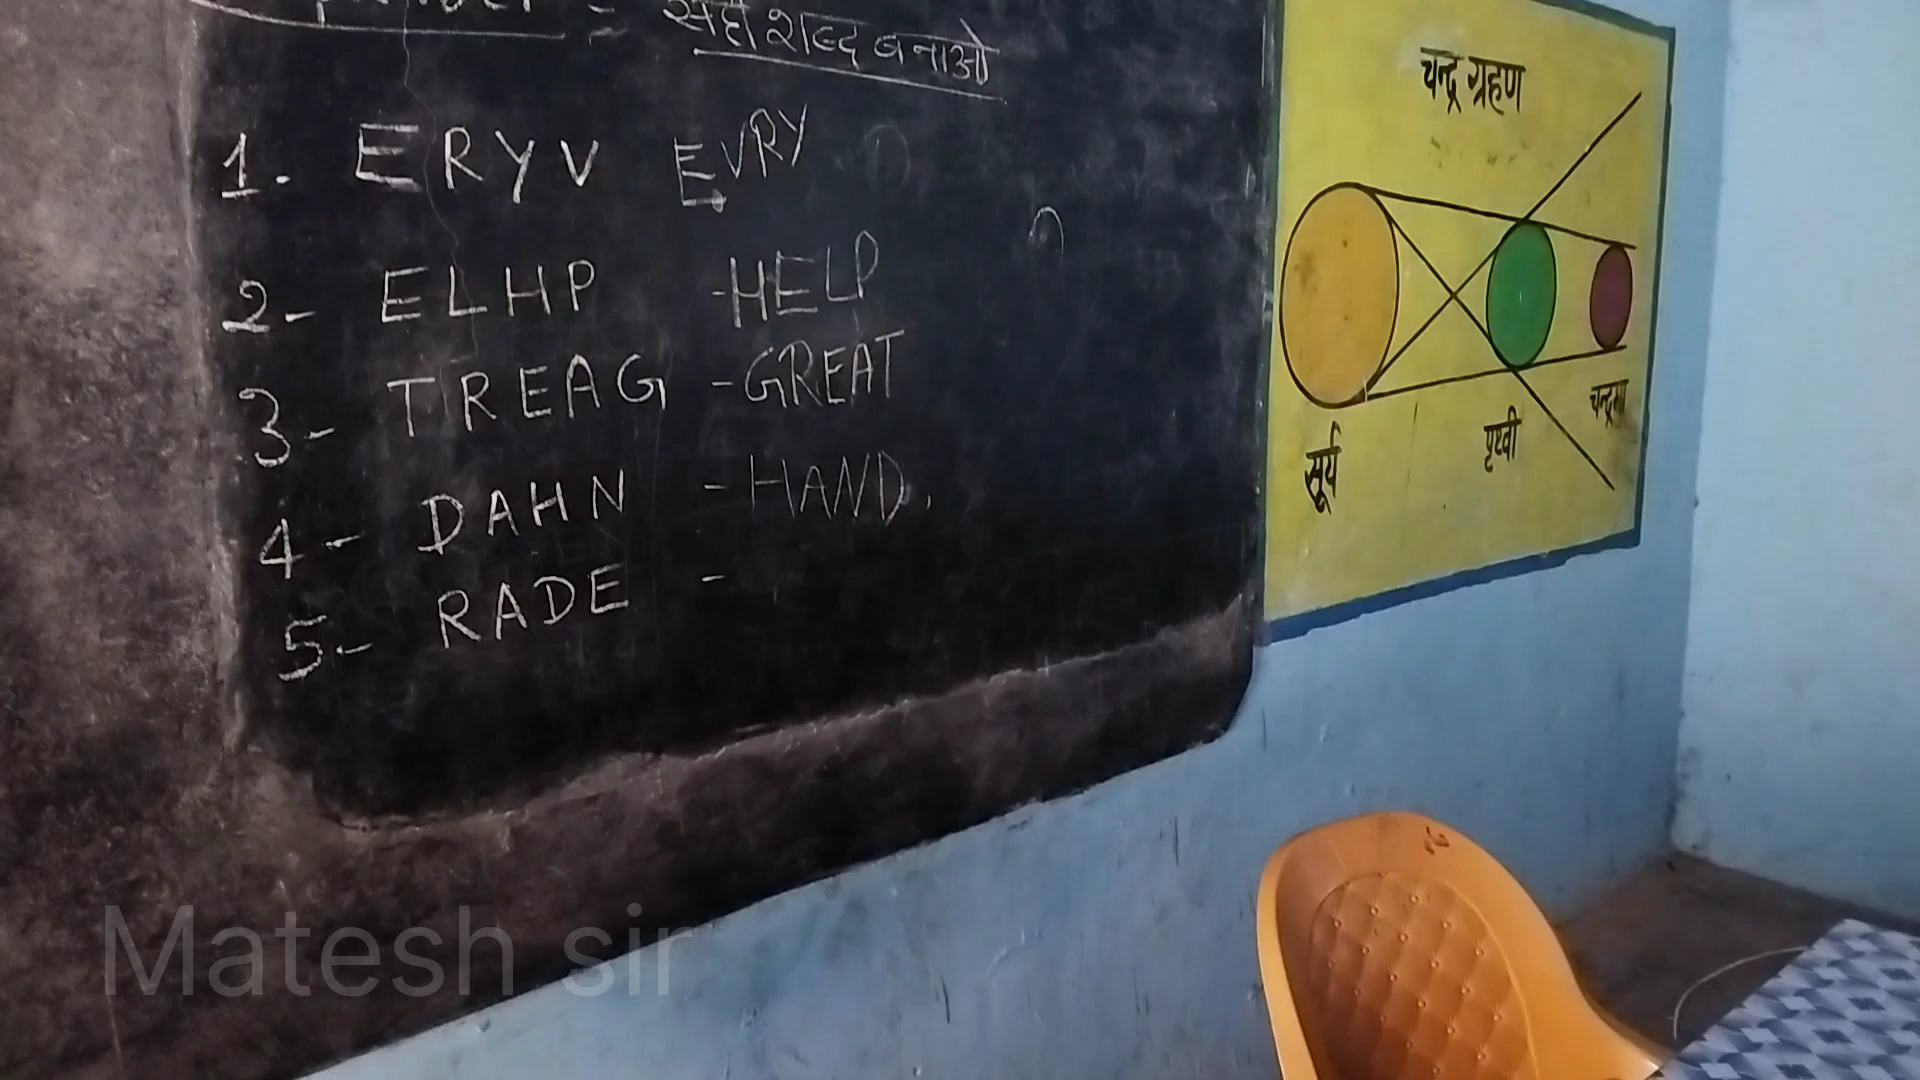 = सही शब्द बनाओ
1. ERYV EVRY
2- ELHP -HELP
3- TREAG -GREAT
4- DAHN -HAND.
5- RADE -
चन्द्र ग्रहण
सूर्य
पृथ्वी
चन्द्रमा
Matesh sir